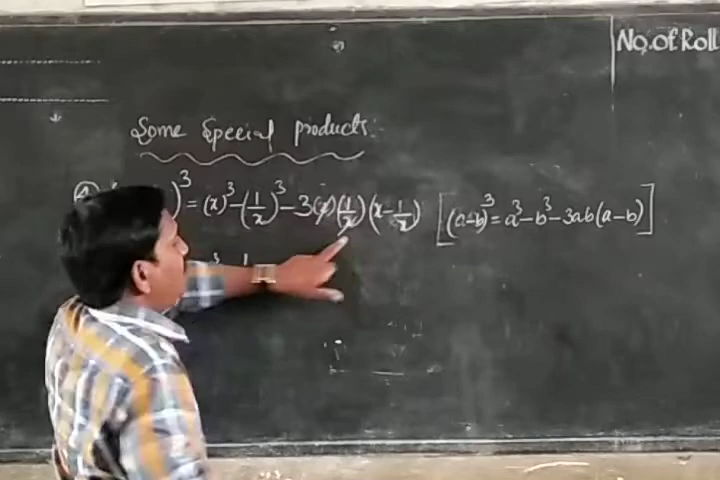 No. of Roll
Some Special products
)³ = (x)³ - (1/x)³ - 3(x)(1/x)(x - 1/x) [(a-b)³ = a³ - b³ - 3ab(a-b)]